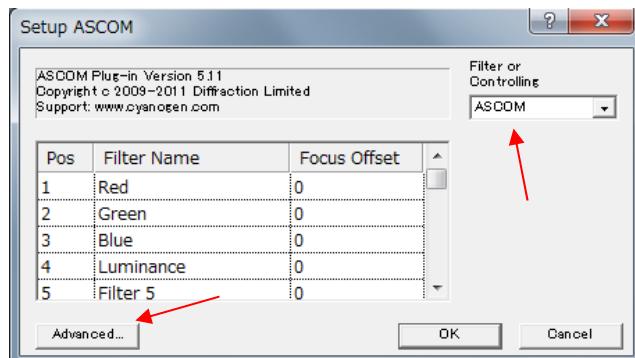 Setup ASCOM
ASCOM Plug-in Version 5.11
Copyright c 2009-2011 Diffraction Limited
Support: www.cyanogen.com
Filter or
Controlling
ASCOM
Pos Filter Name Focus Offset
1 Red 0
2 Green 0
3 Blue 0
4 Luminance 0
5 Filter 5 0
Advanced... OK Cancel